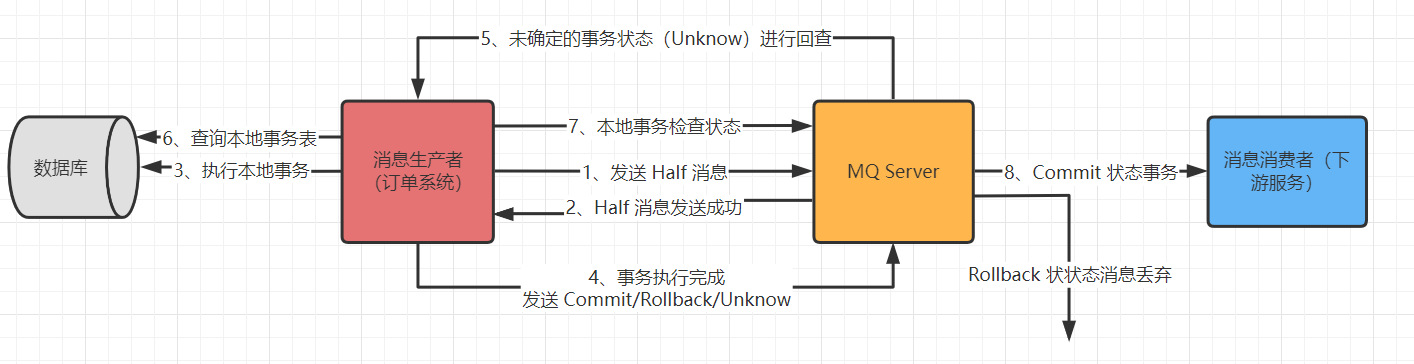 5、未确定的事务状态（Unknow）进行回查
数据库
6、查询本地事务表
3、执行本地事务
消息生产者
（订单系统）
7、本地事务检查状态
1、发送 Half 消息
2、Half 消息发送成功
MQ Server
8、Commit 状态事务
消息消费者（下
游服务）
4、事务执行完成
发送 Commit/Rollback/Unknow
Rollback 状状态消息丢弃